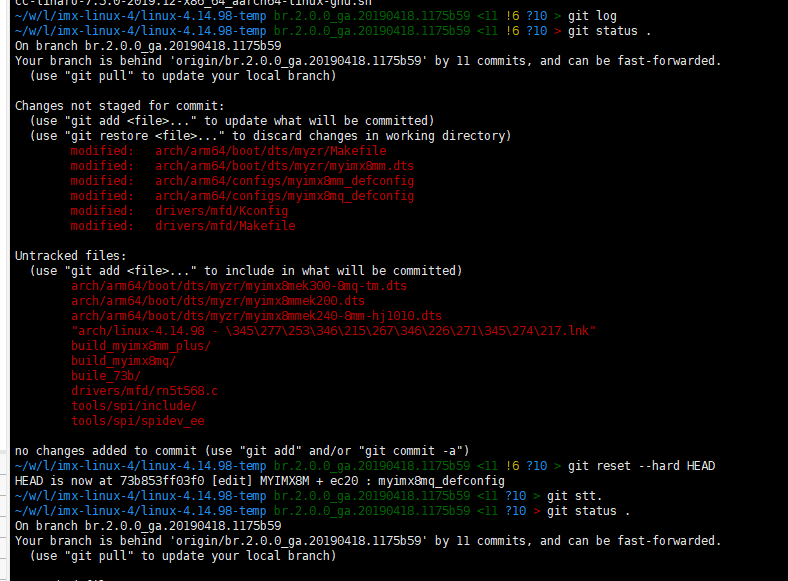 ~/w/l/imx-linux-4/linux-4.14.98-temp br.2.0.0_ga.20190418.1175b59 <11 !6 ?10 > git log
~/w/l/imx-linux-4/linux-4.14.98-temp br.2.0.0_ga.20190418.1175b59 <11 !6 ?10 > git status .
On branch br.2.0.0_ga.20190418.1175b59
Your branch is behind 'origin/br.2.0.0_ga.20190418.1175b59' by 11 commits, and can be fast-forwarded.
(use "git pull" to update your local branch)
Changes not staged for commit:
(use "git add <file>..." to update what will be committed)
(use "git restore <file>..." to discard changes in working directory)
modified: arch/arm64/boot/dts/myzr/Makefile
modified: arch/arm64/boot/dts/myzr/myimx8mm.dts
modified: arch/arm64/configs/myimx8mm_defconfig
modified: arch/arm64/configs/myimx8mq_defconfig
modified: drivers/mfd/Kconfig
modified: drivers/mfd/Makefile
Untracked files:
(use "git add <file>..." to include in what will be committed)
arch/arm64/boot/dts/myzr/myimx8mek300-8mq-tm.dts
arch/arm64/boot/dts/myzr/myimx8mmek200.dts
arch/arm64/boot/dts/myzr/myimx8mmek240-8mm-hj1010.dts
"arch/linux-4.14.98 - \345\277\253\346\215\267\346\226\271\345\274\217.lnk"
build_myimx8mm_plus/
build_myimx8mq/
buile_73b/
drivers/mfd/rn5t568.c
tools/spi/include/
tools/spi/spidev_ee
no changes added to commit (use "git add" and/or "git commit -a")
~/w/l/imx-linux-4/linux-4.14.98-temp br.2.0.0_ga.20190418.1175b59 <11 !6 ?10 > git reset --hard HEAD
HEAD is now at 73b853ff03f0 [edit] MYIMX8M + ec20 : myimx8mq_defconfig
~/w/l/imx-linux-4/linux-4.14.98-temp br.2.0.0_ga.20190418.1175b59 <11 ?10 > git stt.
~/w/l/imx-linux-4/linux-4.14.98-temp br.2.0.0_ga.20190418.1175b59 <11 ?10 > git status .
On branch br.2.0.0_ga.20190418.1175b59
Your branch is behind 'origin/br.2.0.0_ga.20190418.1175b59' by 11 commits, and can be fast-forwarded.
(use "git pull" to update your local branch)